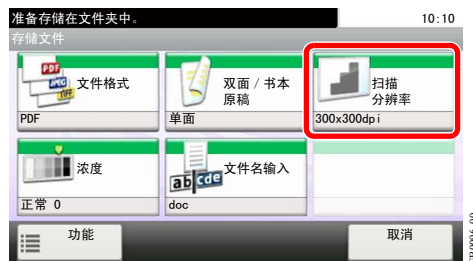 准备存储在文件夹中。 10:10
存储文件
PDF
JPEG
TIFF
文件格式
PDF
双面 / 书本
原稿
单面
扫描
分辨率
300x300dpi
浓度
正常 0
ab cde
文件名输入
doc
功能
取消